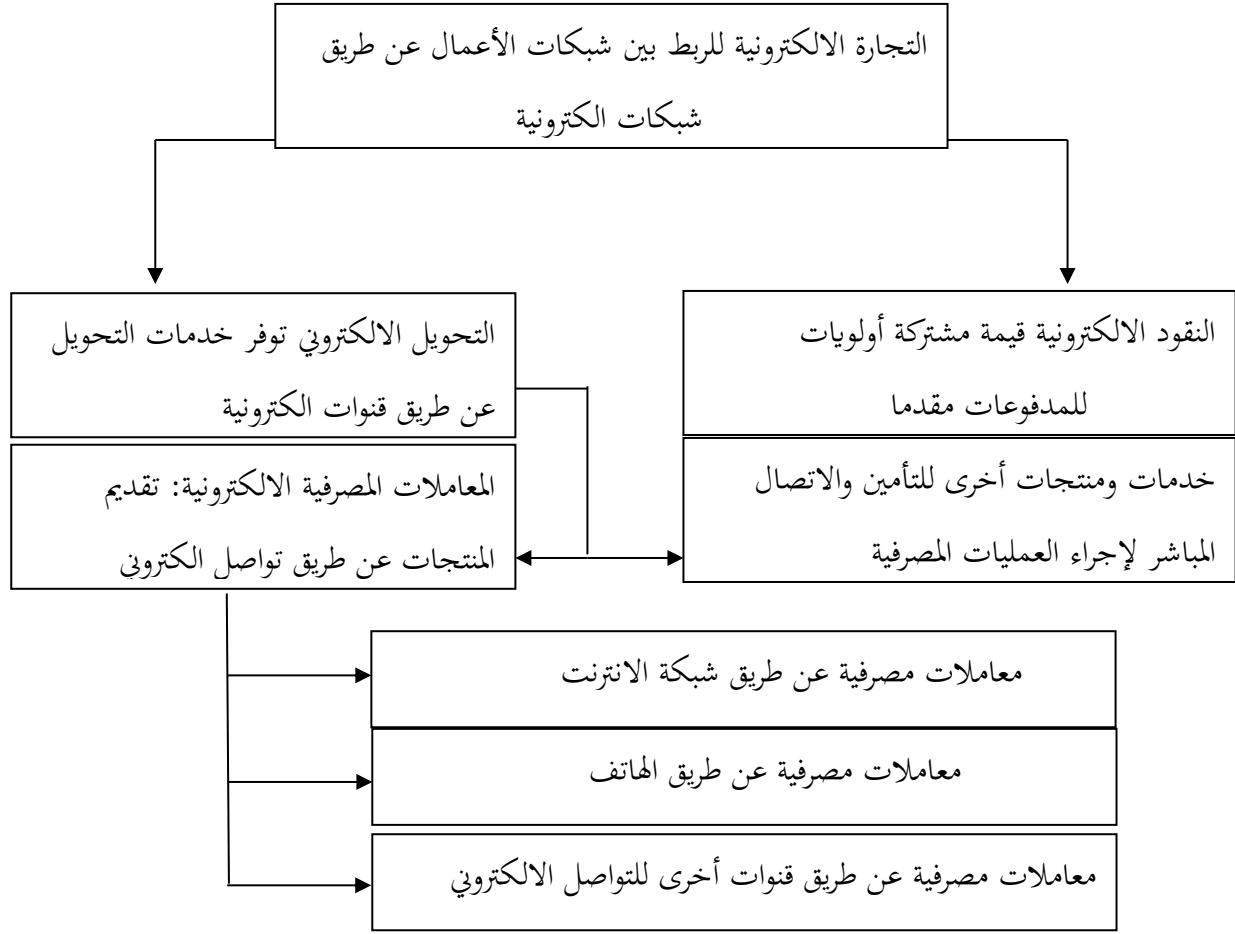 التجارة الالكترونية للربط بين شبكات الأعمال عن طريق
شبكات الكترونية
النقود الالكترونية قيمة مشتركة أولويات
للمدفوعات مقدما
التحويل الالكتروني توفر خدمات التحويل
عن طريق قنوات الكترونية
خدمات ومنتجات أخرى للتأمين والاتصال
المباشر لإجراء العمليات المصرفية
المعاملات المصرفية الالكترونية: تقديم
المنتجات عن طريق تواصل الكتروني
معاملات مصرفية عن طريق شبكة الانترنت
معاملات مصرفية عن طريق الهاتف
معاملات مصرفية عن طريق قنوات أخرى للتواصل الالكتروني